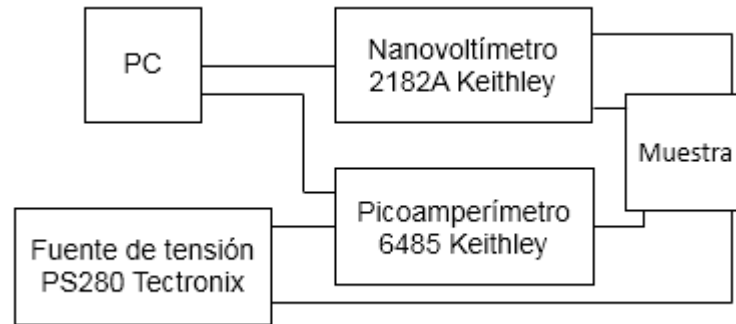 PC
Nanovoltímetro
2182A Keithley
Muestra
Picoamperímetro
6485 Keithley
Fuente de tensión
PS280 Tectronix